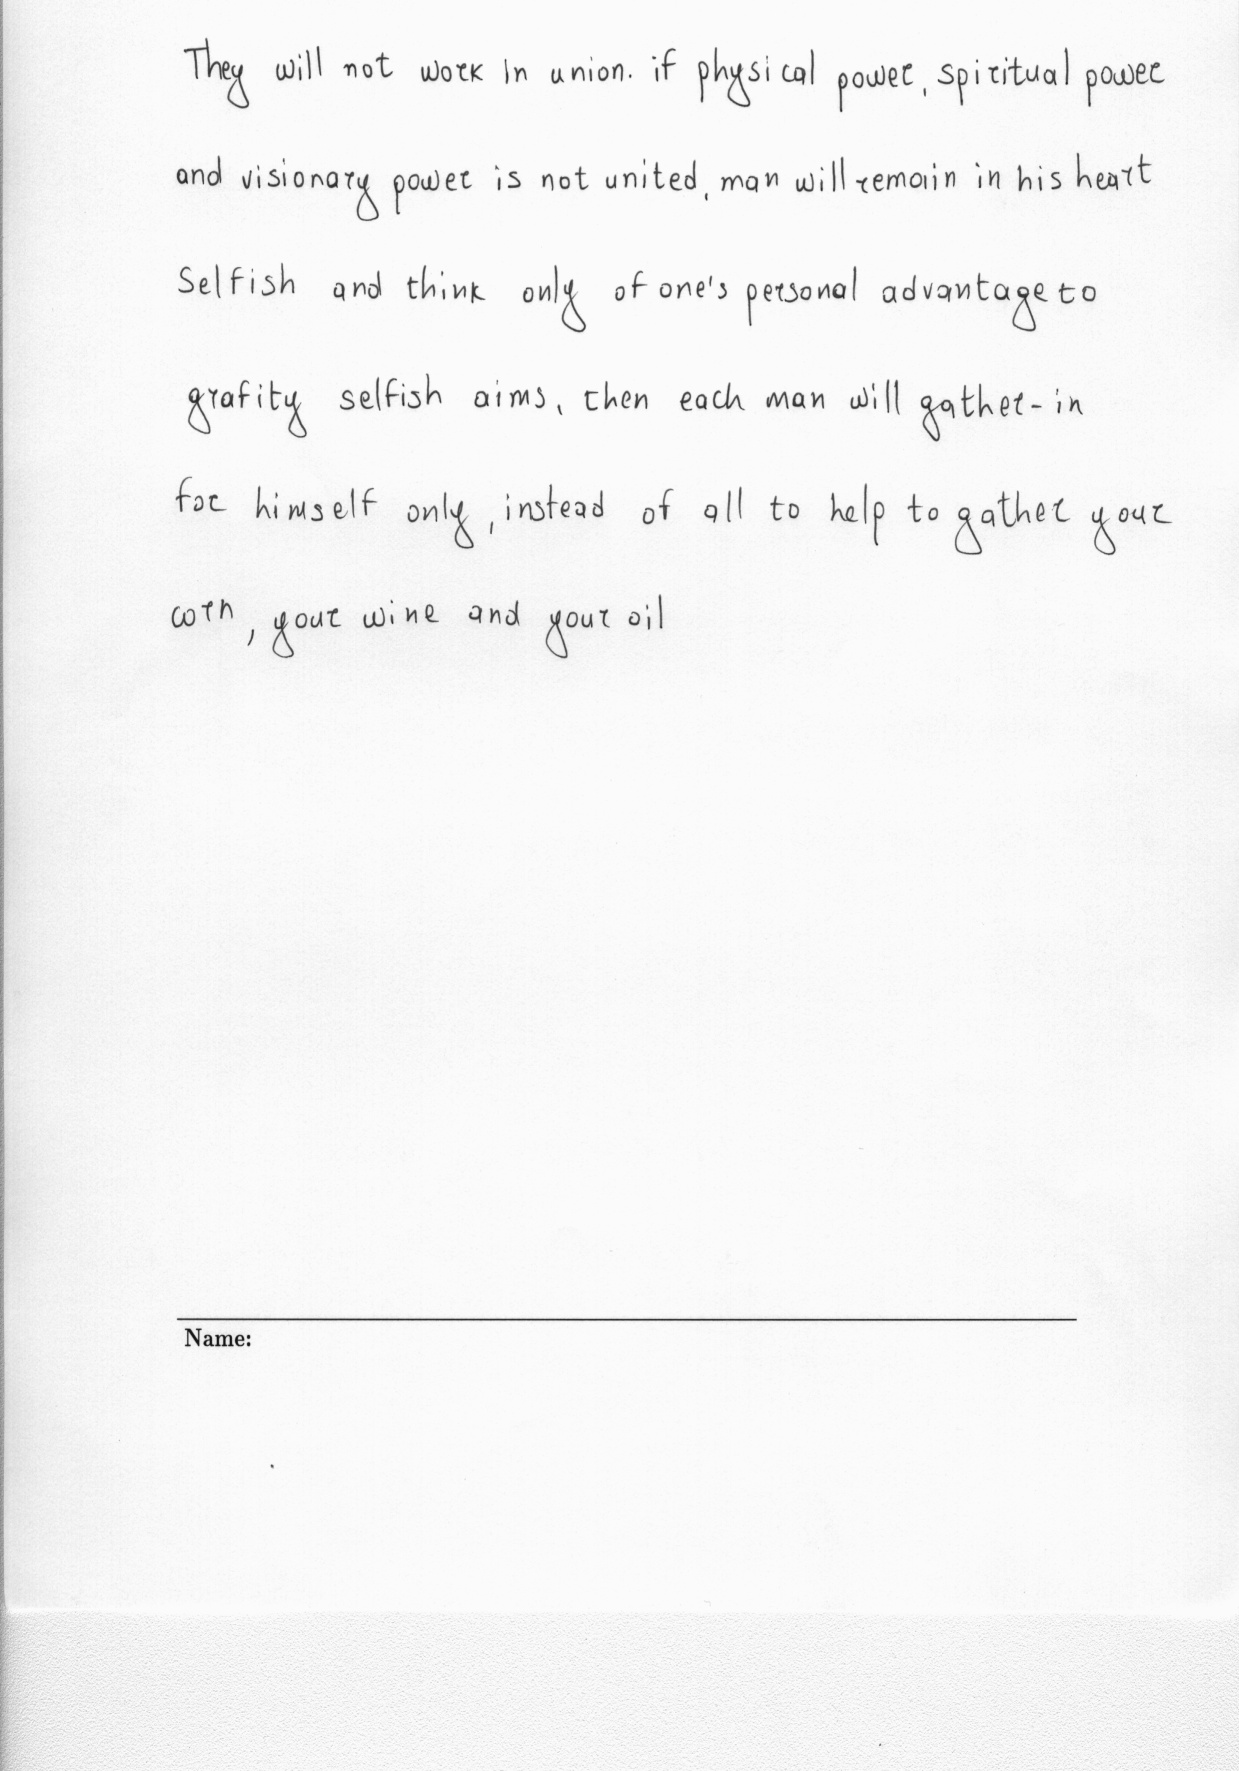 They will not work in union. if physical power, spiritual power
and visionary power is not united, man will remain in his heart
Selfish and think only of one's personal advantage to
grafity selfish aims, then each man will gather-in
for himself only, instead of all to help to gather your
corn, your wine and your oil
Name: